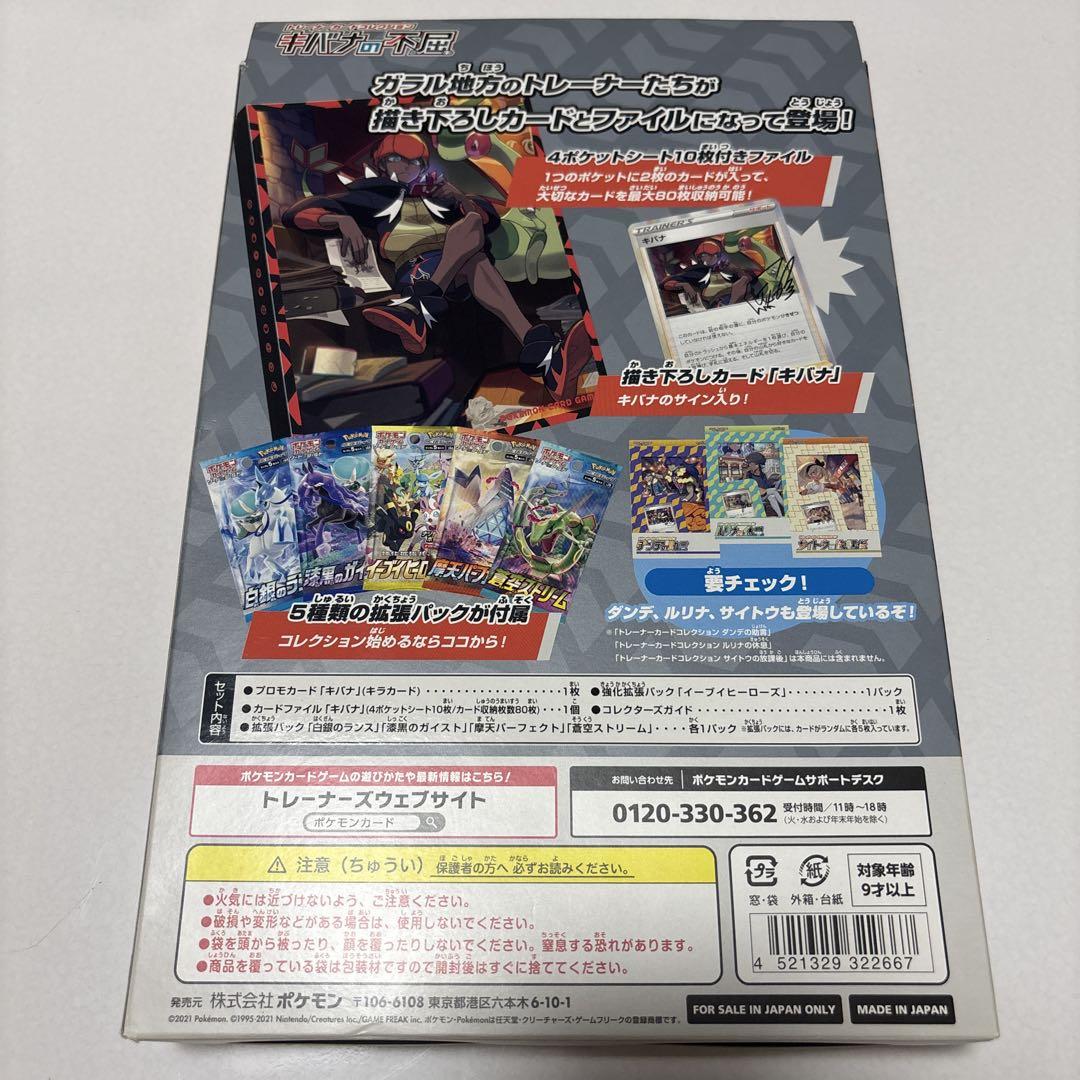 トレーナーカードコレクション
キバナの不屈
ガラル地方のトレーナーたちが
描き下ろしカードとファイルになって登場!
4ポケットシート10枚付きファイル
1つのポケットに2枚のカードが入って、
大切なカードを最大80枚収納可能!
TRAINER'S
キバナ
POKÉMON CARD GAME
描き下ろしカード「キバナ」
キバナのサイン入り!
ポケモン
Pokémon
白銀のラ
漆黒のガイ
イーブイヒーロ
摩天パーフ
蒼空ストリーム
5種類の拡張パックが付属
コレクション始めるならココから!
要チェック!
ダンデ、ルリナ、サイトウも登場しているぞ!
※「トレーナーカードコレクション ダンデの助言」
「トレーナーカードコレクション ルリナの休息」
「トレーナーカードコレクション サイトウの放課後」は本商品には含まれません。
セット内容
●プロモカード「キバナ」(キラカード)・・・・・・・・・・・・・・1枚
●カードファイル「キバナ」(4ポケットシート10枚/カード収納枚数80枚)・・・1個
●拡張パック「白銀のランス」「漆黒のガイスト」「摩天パーフェクト」「蒼空ストリーム」・・・・各1パック ※拡張パックには、カードがランダムに各5枚入っています。
●強化拡張パック「イーブイヒーローズ」・・・・・・・・・・1パック
●コレクターズガイド・・・・・・・・・・・・・・・・・・1枚
ポケモンカードゲームの遊びかたや最新情報はこちら!
トレーナーズウェブサイト
ポケモンカード
お問い合わせ先
ポケモンカードゲームサポートデスク
0120-330-362
受付時間/11時~18時
(火・水および年末年始を除く)
注意(ちゅうい) 保護者の方へ 必ずお読みください。
●火気には近づけないよう、ご注意ください。
●破損や変形などがある場合は、使用しないでください。
●袋を頭から被ったり、顔を覆ったりしないでください。窒息する恐れがあります。
●商品を覆っている袋は包装材ですので開封後はすぐに捨ててください。
プラ
窓・袋
紙
外箱・台紙
対象年齢
9才以上
4 521329 322667
発売元 株式会社ポケモン 〒106-6108 東京都港区六本木6-10-1
FOR SALE IN JAPAN ONLY
MADE IN JAPAN
©2021 Pokémon. ©1995-2021 Nintendo/Creatures Inc./GAME FREAK inc. ポケモン・Pokémonは任天堂・クリーチャーズ・ゲームフリークの登録商標です。